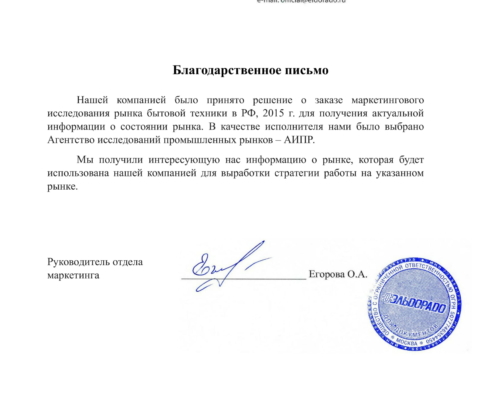 e-mail: official@eldorado.ru
Благодарственное письмо
Нашей компанией было принято решение о заказе маркетингового
исследования рынка бытовой техники в РФ, 2015 г. для получения актуальной
информации о состоянии рынка. В качестве исполнителя нами было выбрано
Агентство исследований промышленных рынков – АИПР.
Мы получили интересующую нас информацию о рынке, которая будет
использована нашей компанией для выработки стратегии работы на указанном
рынке.
Руководитель отдела
маркетинга Егорова О.А.
ЭЛЬДОРАДО
МОСКВА